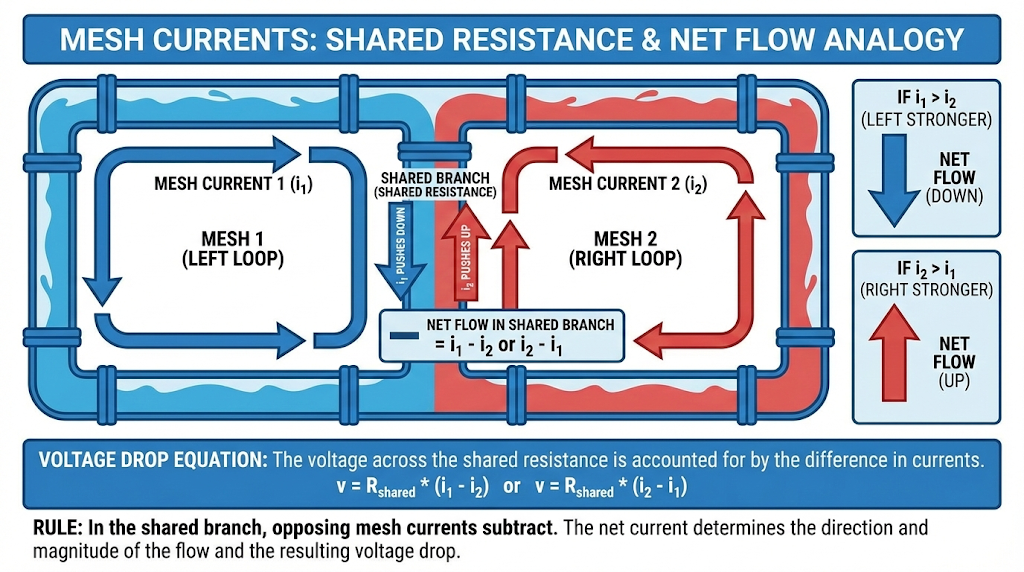 MESH CURRENTS: SHARED RESISTANCE & NET FLOW ANALOGY
MESH CURRENT 1 (i₁)
MESH 1
(LEFT LOOP)
SHARED BRANCH
(SHARED RESISTANCE)
i₁ PUSHES DOWN
i₂ PUSHES UP
MESH CURRENT 2 (i₂)
MESH 2
(RIGHT LOOP)
NET FLOW IN SHARED BRANCH
= i₁ - i₂ or i₂ - i₁
IF i₁ > i₂
(LEFT STRONGER)
NET
FLOW
(DOWN)
IF i₂ > i₁
(RIGHT STRONGER)
NET
FLOW
(UP)
VOLTAGE DROP EQUATION: The voltage across the shared resistance is accounted for by the difference in currents.
v = Rshared * (i₁ - i₂) or v = Rshared * (i₂ - i₁)
RULE: In the shared branch, opposing mesh currents subtract. The net current determines the direction and
magnitude of the flow and the resulting voltage drop.